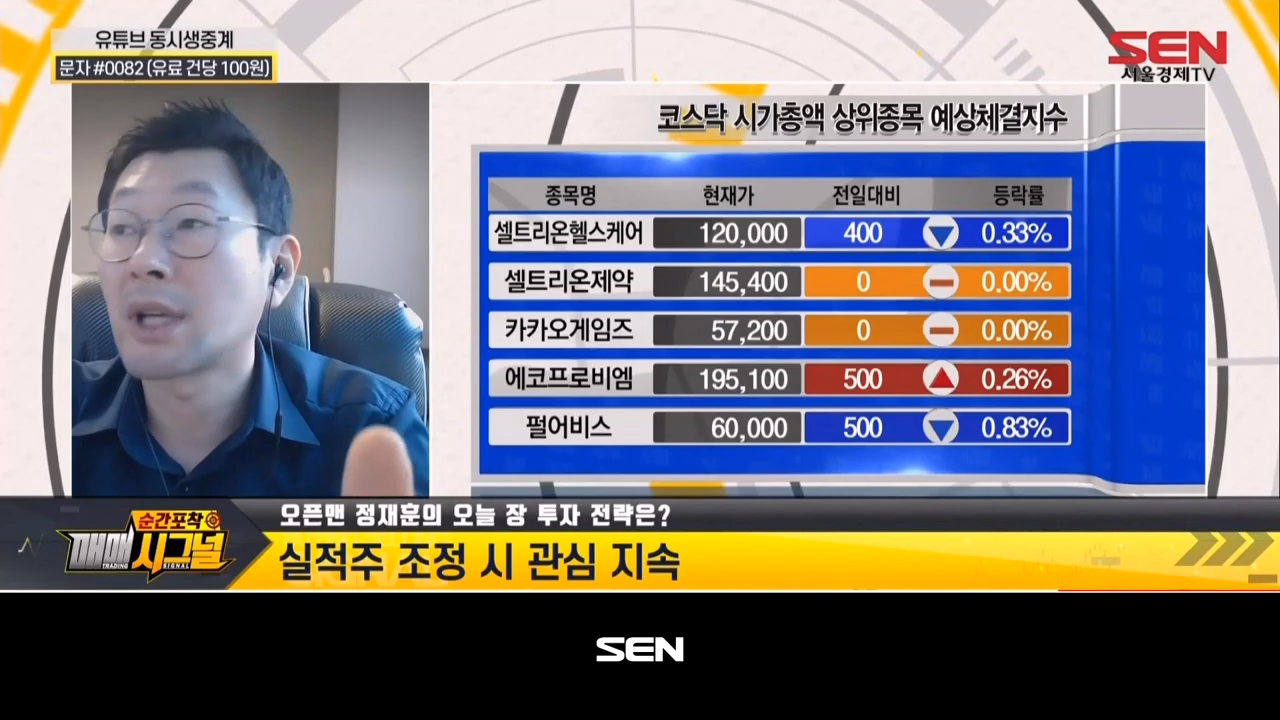 유튜브 동시생중계
문자 #0082 (유료 건당 100원)
SEN
서울경제TV
코스닥 시가총액 상위종목 예상체결지수
종목명 현재가 전일대비 등락률
셀트리온헬스케어 120,000 400 0.33%
셀트리온제약 145,400 0 0.00%
카카오게임즈 57,200 0 0.00%
에코프로비엠 195,100 500 0.26%
펄어비스 60,000 500 0.83%
순간포착
매매 시그널
TRADING SIGNAL
오픈맨 정재훈의 오늘 장 투자 전략은?
실적주 조정 시 관심 지속
SEN